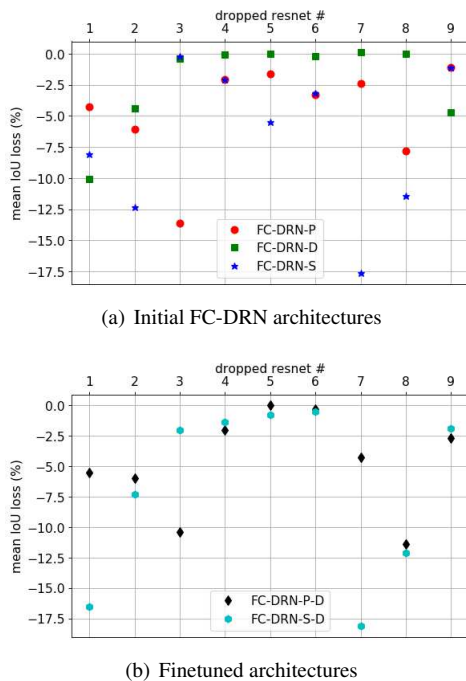 dropped resnet #
1 2 3 4 5 6 7 8 9
0.0
−2.5
−5.0
−7.5
−10.0
−12.5
−15.0
−17.5
mean IoU loss (%)
FC-DRN-P
FC-DRN-D
FC-DRN-S
(a) Initial FC-DRN architectures
dropped resnet #
1 2 3 4 5 6 7 8 9
0.0
−2.5
−5.0
−7.5
−10.0
−12.5
−15.0
−17.5
mean IoU loss (%)
FC-DRN-P-D
FC-DRN-S-D
(b) Finetuned architectures